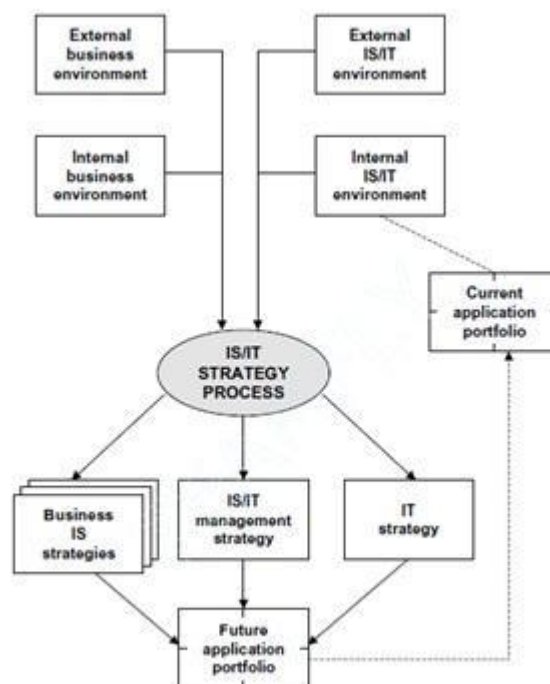 External
business
environment
External
IS/IT
environment
Internal
business
environment
Internal
IS/IT
environment
Current
application
portfolio
IS/IT
STRATEGY
PROCESS
Business
IS
strategies
IS/IT
management
strategy
IT
strategy
Future
application
portfolio